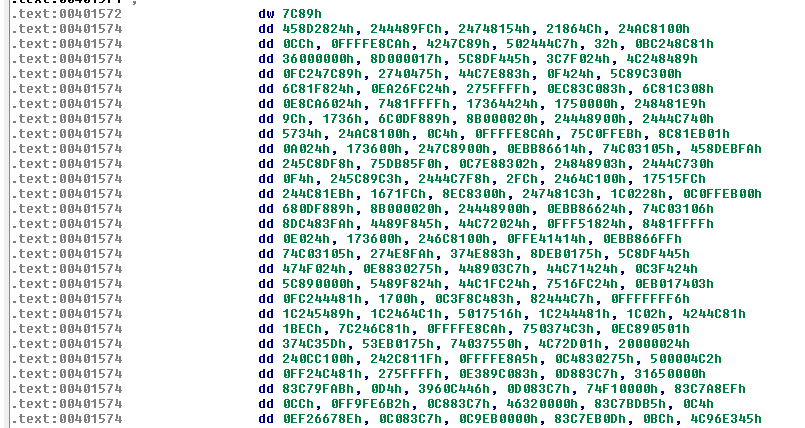 .text:00401572 dw 7C89h
.text:00401574 dd 458D2824h, 244489FCh, 24748154h, 21864Ch, 24AC8100h
.text:00401574 dd 0CCh, 0FFFFE8CAh, 4247C89h, 502444C7h, 32h, 0BC248C81h
.text:00401574 dd 36000000h, 8D000017h, 5C8DF445h, 3C7F024h, 4C248489h
.text:00401574 dd 0FC247C89h, 2740475h, 44C7E883h, 0F424h, 5C89C300h
.text:00401574 dd 6C81F824h, 0EA26FC24h, 275FFFFh, 0EC83C083h, 6C81C308h
.text:00401574 dd 0E8CA6024h, 7481FFFFh, 17364424h, 1750000h, 248481E9h
.text:00401574 dd 9Ch, 1736h, 6C0DF889h, 8B000020h, 24448900h, 2444C740h
.text:00401574 dd 5734h, 24AC8100h, 0C4h, 0FFFFE8CAh, 75C0FFEBh, 8C81EB01h
.text:00401574 dd 0A024h, 173600h, 247C8900h, 0EBB86614h, 74C03105h, 458DEBFAh
.text:00401574 dd 245C8DF8h, 75DB85F0h, 0C7E88302h, 24848903h, 2444C730h
.text:00401574 dd 0F4h, 245C89C3h, 2444C7F8h, 2FCh, 2464C100h, 17515FCh
.text:00401574 dd 244C81EBh, 1671FCh, 8EC8300h, 247481C3h, 1C0228h, 0C0FFEB00h
.text:00401574 dd 680DF889h, 8B000020h, 24448900h, 0EBB86624h, 74C03106h
.text:00401574 dd 8DC483FAh, 4489F845h, 44C72024h, 0FFF51824h, 8481FFFFh
.text:00401574 dd 0E024h, 173600h, 246C8100h, 0FFE41414h, 0EBB866FFh
.text:00401574 dd 74C03105h, 274E8FAh, 374E883h, 8DEB0175h, 5C8DF445h
.text:00401574 dd 474F024h, 0E8830275h, 448903C7h, 44C71424h, 0C3F424h
.text:00401574 dd 5C890000h, 5489F824h, 44C1FC24h, 7516FC24h, 0EB017403h
.text:00401574 dd 0FC244481h, 1700h, 0C3F8C483h, 82444C7h, 0FFFFFFF6h
.text:00401574 dd 1C245489h, 1C2464C1h, 5017516h, 1C244481h, 1C02h, 4244C81h
.text:00401574 dd 1BECh, 7C246C81h, 0FFFFE8CAh, 750374C3h, 0EC890501h
.text:00401574 dd 374C35Dh, 53EB0175h, 74037550h, 4C72D01h, 20000024h
.text:00401574 dd 240CC100h, 242C811Fh, 0FFFFE8A5h, 0C4830275h, 500004C2h
.text:00401574 dd 0FF24C481h, 275FFFFh, 0E389C083h, 0D883C7h, 31650000h
.text:00401574 dd 83C79FABh, 0D4h, 3960C446h, 0D083C7h, 74F10000h, 83C7A8EFh
.text:00401574 dd 0CCh, 0FF9FE6B2h, 0C883C7h, 46320000h, 83C7BDB5h, 0C4h
.text:00401574 dd 0EF26678Eh, 0C083C7h, 0C9EB0000h, 83C7EB0Dh, 0BCh, 4C96E345h